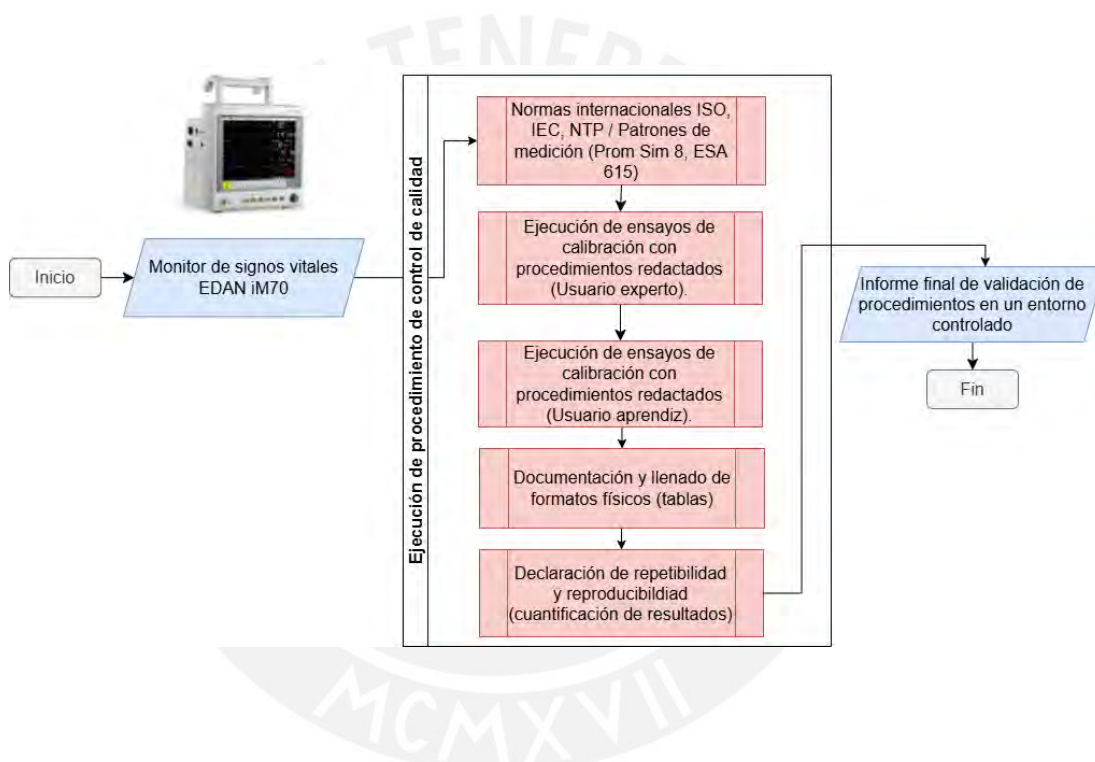 TENEB
Inicio
Monitor de signos vitales
EDAN iM70
Ejecución de procedimiento de control de calidad
Normas internacionales ISO,
IEC, NTP / Patrones de
medición (Prom Sim 8, ESA
615)
Ejecución de ensayos de
calibración con
procedimientos redactados
(Usuario experto).
Ejecución de ensayos de
calibración con
procedimientos redactados
(Usuario aprendiz).
Documentación y llenado de
formatos físicos (tablas)
Declaración de repetibilidad
y reproducibildiad
(cuantificación de resultados)
Informe final de validación de
procedimientos en un entorno
controlado
Fin
MCMXVII